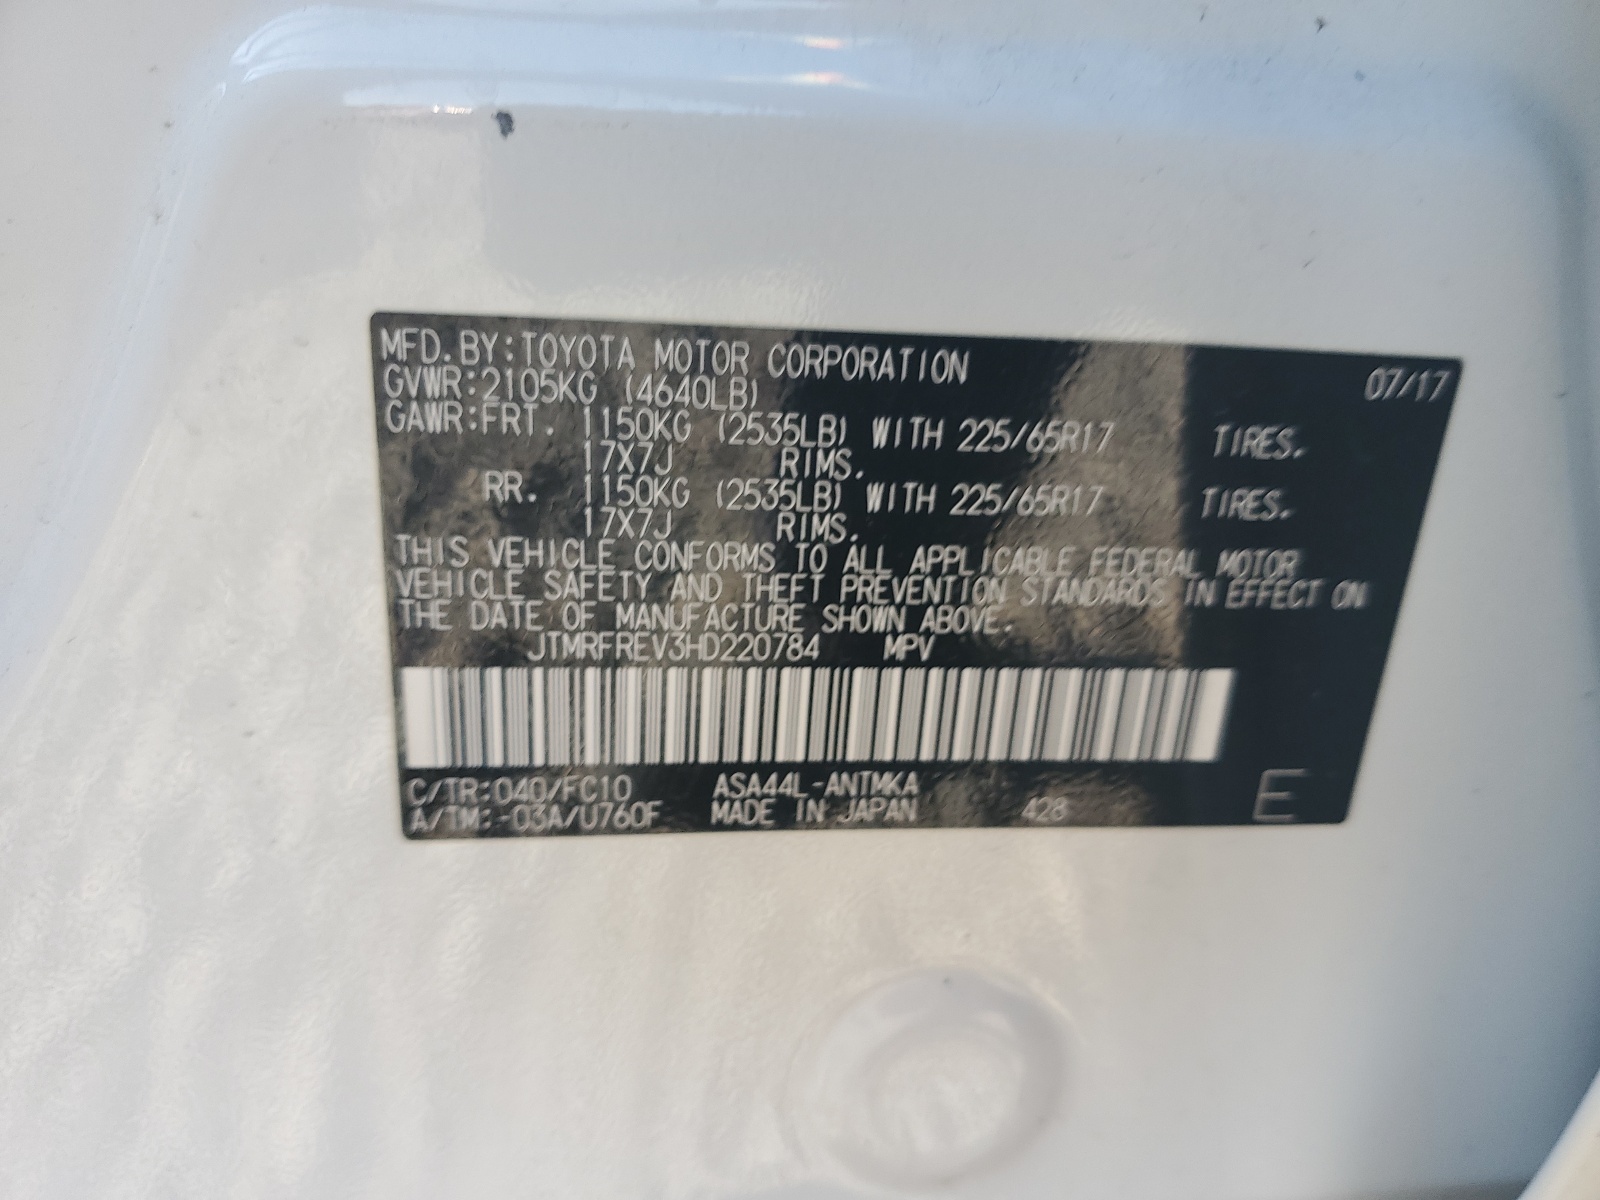 MFD.BY:TOYOTA MOTOR CORPORATION 07/17
GVWR:2105KG (4640LB)
GAWR:FRT. 1150KG (2535LB) WITH 225/65R17 TIRES.
17X7J RIMS.
RR. 1150KG (2535LB) WITH 225/65R17 TIRES.
17X7J RIMS.
THIS VEHICLE CONFORMS TO ALL APPLICABLE FEDERAL MOTOR
VEHICLE SAFETY AND THEFT PREVENTION STANDARDS IN EFFECT ON
THE DATE OF MANUFACTURE SHOWN ABOVE.
JTMRFREV3HD220784 MPV
C/TR:040/FC10 ASA44L-ANTMKA
A/TM:-03A/U760F MADE IN JAPAN 428 E